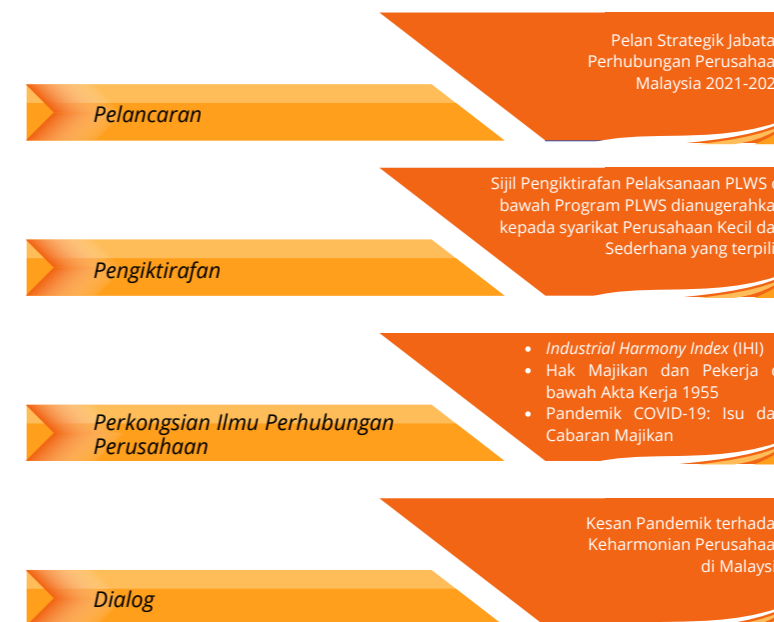 Pelan Strategik Jabata
Perhubungan Perusahaa
Malaysia 2021-202
Pelancaran
Sijil Pengiktirafan Pelaksanaan PLWS
bawah Program PLWS dianugerahka
kepada syarikat Perusahaan Kecil da
Sederhana yang terpili
Pengiktirafan
• Industrial Harmony Index (IHI)
• Hak Majikan dan Pekerja
bawah Akta Kerja 1955
• Pandemik COVID-19: Isu da
Cabaran Majikan
Perkongsian Ilmu Perhubungan
Perusahaan
Kesan Pandemik terhada
Keharmonian Perusahaa
di Malaysi
Dialog